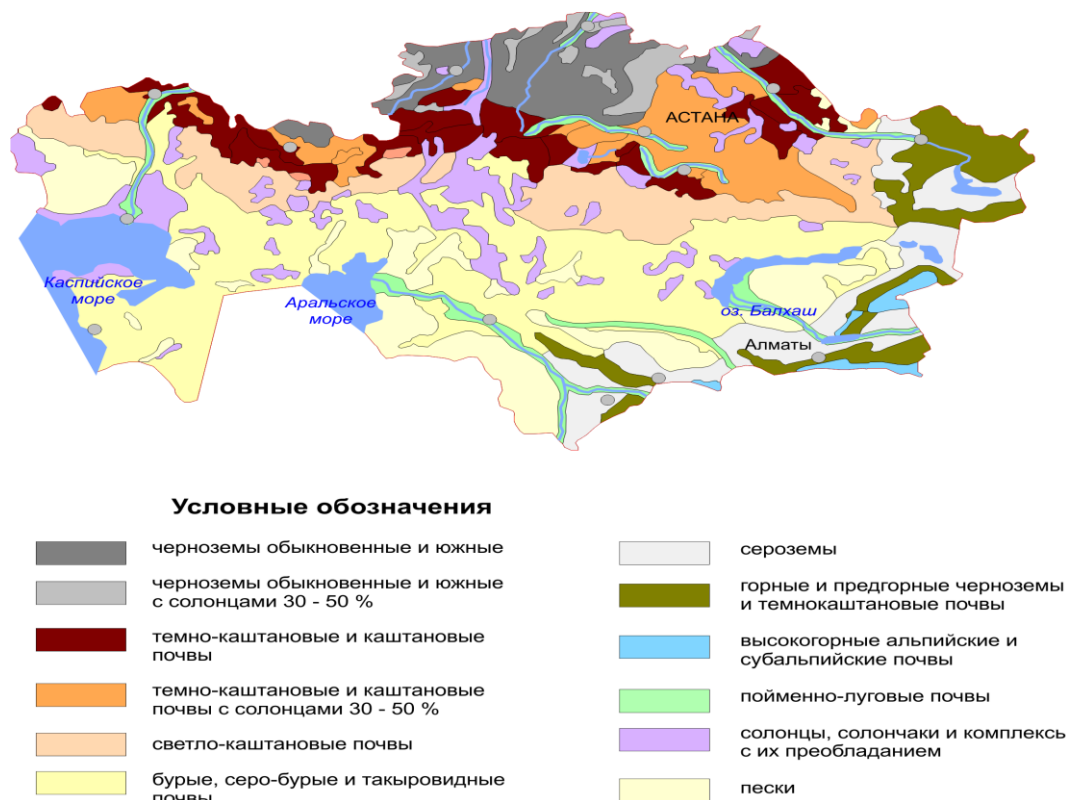 АСТАНА
Каспийское
море
Аральское
море
оз. Балхаш
Алматы
Условные обозначения
черноземы обыкновенные и южные
черноземы обыкновенные и южные
с солонцами 30 - 50 %
темно-каштановые и каштановые
почвы
темно-каштановые и каштановые
почвы с солонцами 30 - 50 %
светло-каштановые почвы
бурые, серо-бурые и такыровидные
почвы
сероземы
горные и предгорные черноземы
и темнокаштановые почвы
высокогорные альпийские и
субальпийские почвы
пойменно-луговые почвы
солонцы, солончаки и комплексь
с их преобладанием
пески